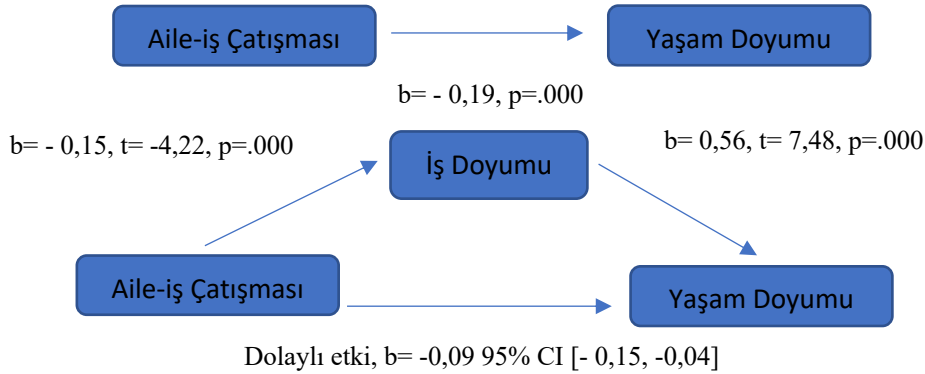 Aile-iş Çatışması
Yaşam Doyumu
b= - 0,19, p=.000
b= - 0,15, t= -4,22, p=.000
b= 0,56, t= 7,48, p=.000
İş Doyumu
Aile-iş Çatışması
Yaşam Doyumu
Dolaylı etki, b= -0,09 95% CI [- 0,15, -0,04]